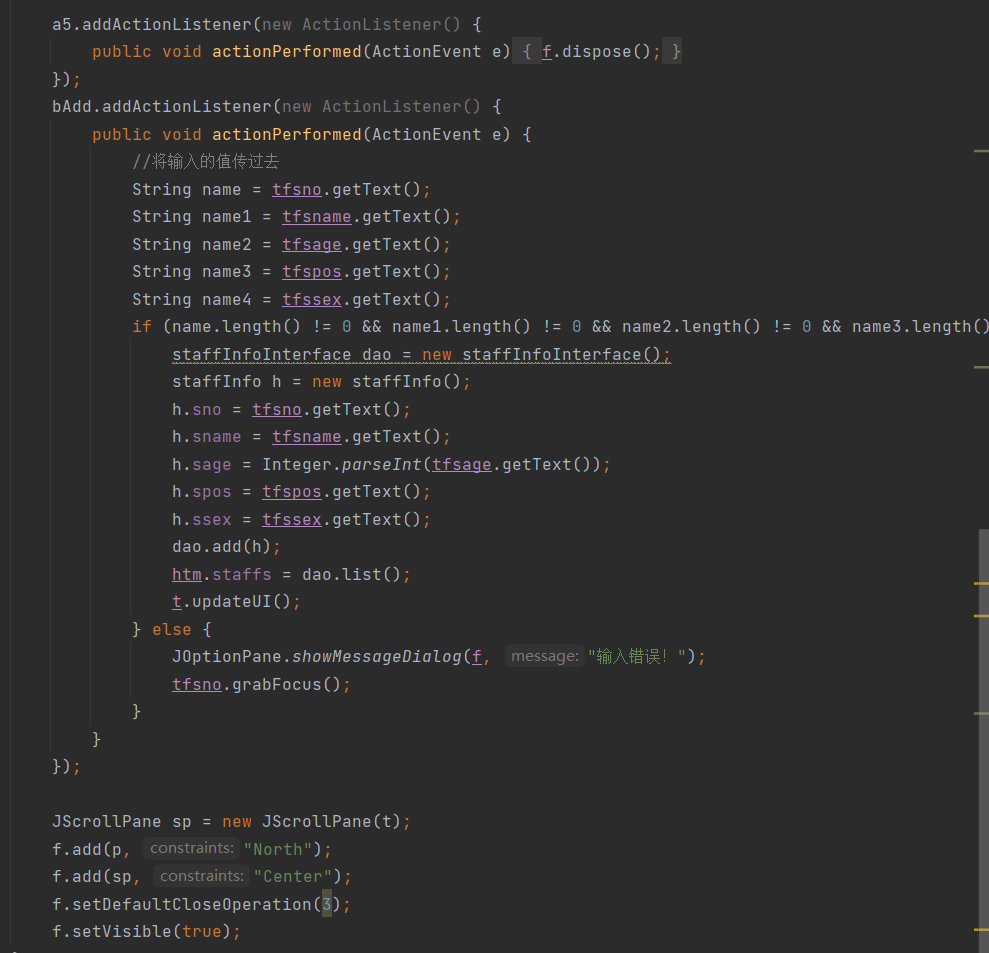 a5.addActionListener(new ActionListener() {
    public void actionPerformed(ActionEvent e) { f.dispose(); }
});
bAdd.addActionListener(new ActionListener() {
    public void actionPerformed(ActionEvent e) {
        //将输入的值传过去
        String name = tfsno.getText();
        String name1 = tfsname.getText();
        String name2 = tfsage.getText();
        String name3 = tfspos.getText();
        String name4 = tfssex.getText();
        if (name.length() != 0 && name1.length() != 0 && name2.length() != 0 && name3.length()
            staffInfoInterface dao = new staffInfoInterface();
            staffInfo h = new staffInfo();
            h.sno = tfsno.getText();
            h.sname = tfsname.getText();
            h.sage = Integer.parseInt(tfsage.getText());
            h.spos = tfspos.getText();
            h.ssex = tfssex.getText();
            dao.add(h);
            htm.staffs = dao.list();
            t.updateUI();
        } else {
            JOptionPane.showMessageDialog(f, message: "输入错误！");
            tfsno.grabFocus();
        }
    }
});
JScrollPane sp = new JScrollPane(t);
f.add(p, constraints: "North");
f.add(sp, constraints: "Center");
f.setDefaultCloseOperation(3);
f.setVisible(true);